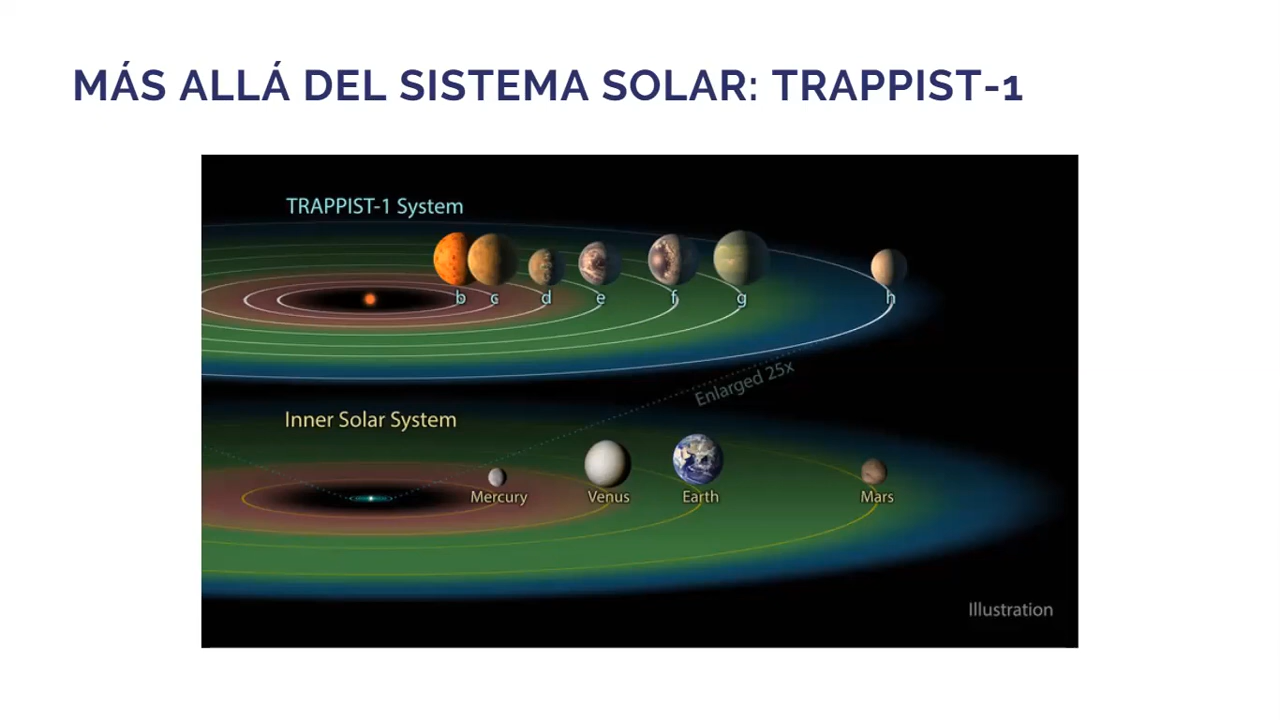 MÁS ALLÁ DEL SISTEMA SOLAR: TRAPPIST-1
TRAPPIST-1 System
b c d e f g h
Enlarged 25x
Inner Solar System
Mercury Venus Earth Mars
Illustration